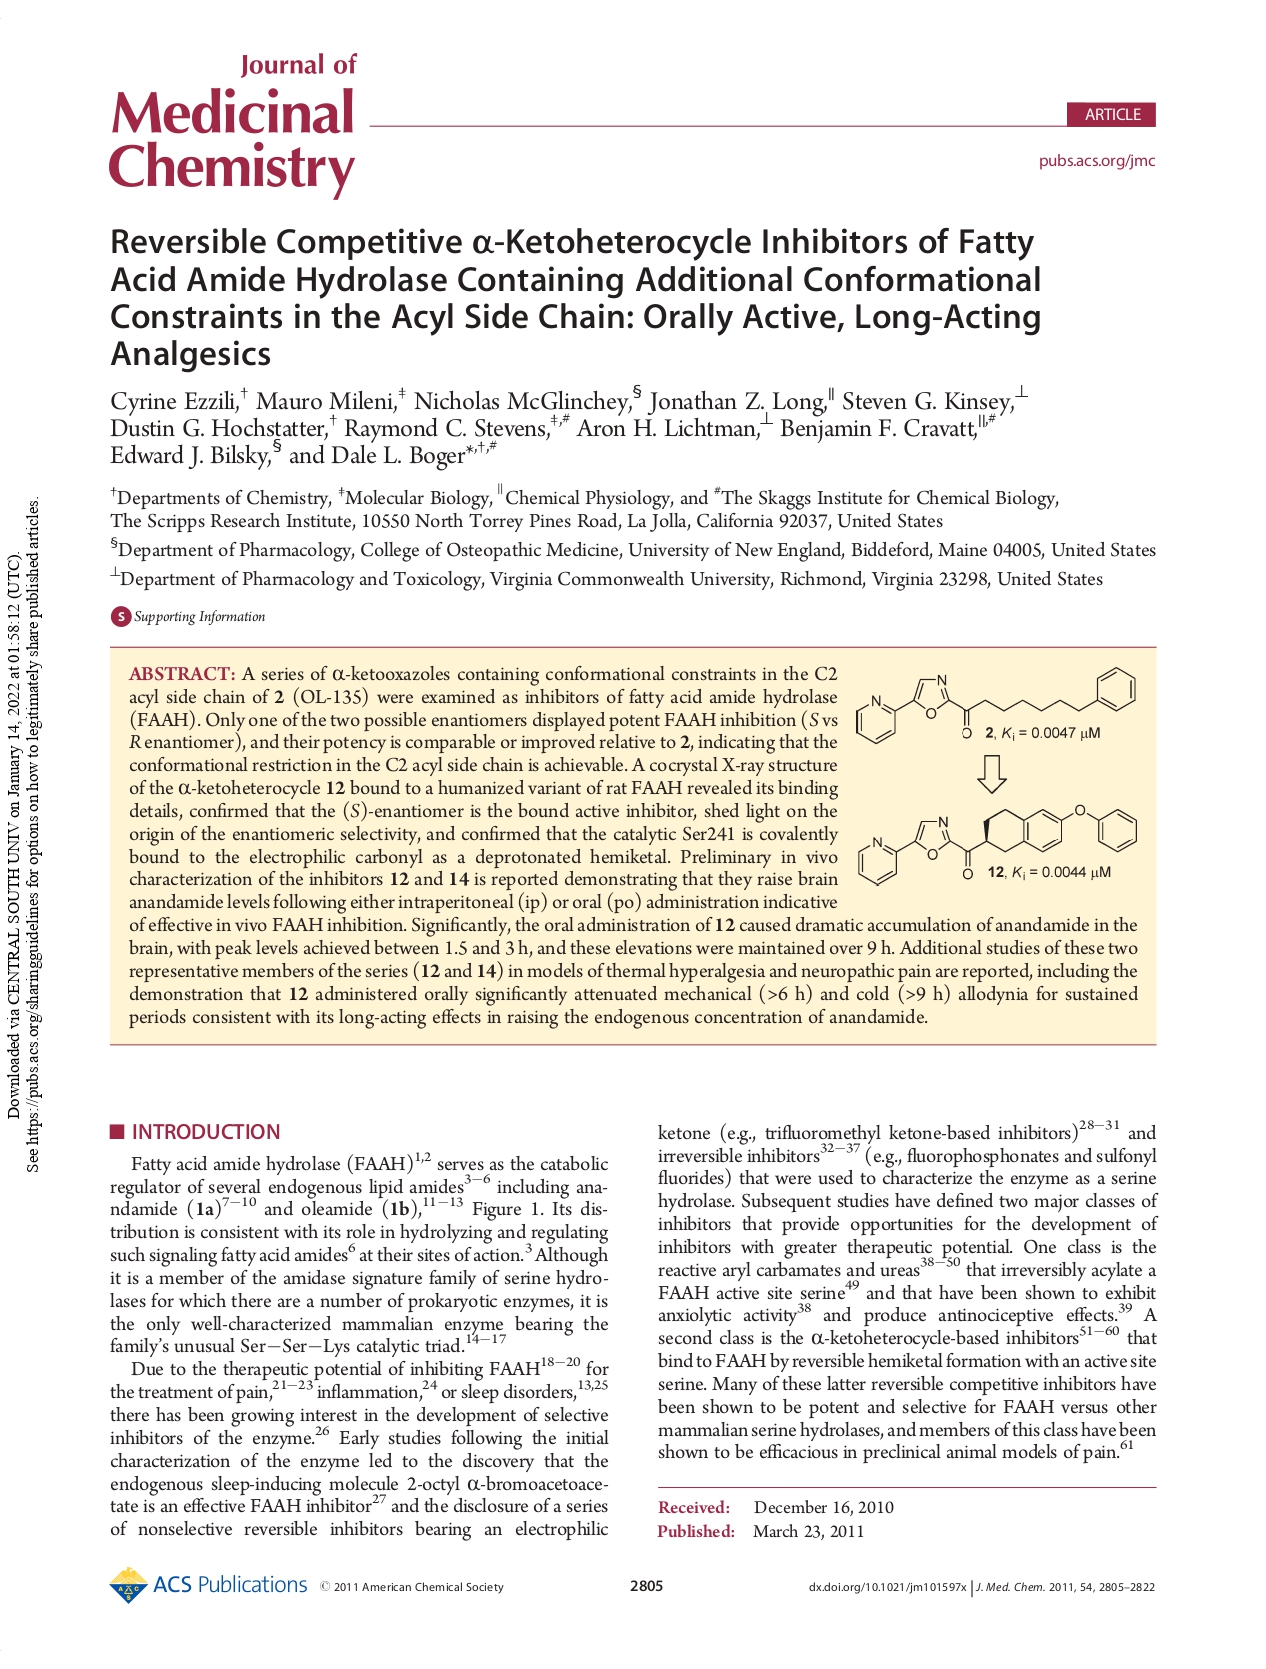 Journal of
Medicinal
Chemistry
ARTICLE
pubs.acs.org/jmc
Reversible Competitive α-Ketoheterocycle Inhibitors of Fatty
Acid Amide Hydrolase Containing Additional Conformational
Constraints in the Acyl Side Chain: Orally Active, Long-Acting
Analgesics
Cyrine Ezzili,† Mauro Mileni,‡ Nicholas McGlinchey,§ Jonathan Z. Long,∥ Steven G. Kinsey,⊥
Dustin G. Hochstatter,† Raymond C. Stevens,‡,# Aron H. Lichtman,⊥ Benjamin F. Cravatt,∥,#
Edward J. Bilsky,§ and Dale L. Boger*,†,#
†Departments of Chemistry, ‡Molecular Biology, ∥Chemical Physiology, and #The Skaggs Institute for Chemical Biology,
The Scripps Research Institute, 10550 North Torrey Pines Road, La Jolla, California 92037, United States
§Department of Pharmacology, College of Osteopathic Medicine, University of New England, Biddeford, Maine 04005, United States
⊥Department of Pharmacology and Toxicology, Virginia Commonwealth University, Richmond, Virginia 23298, United States
S Supporting Information
ABSTRACT: A series of α-ketooxazoles containing conformational constraints in the C2
acyl side chain of 2 (OL-135) were examined as inhibitors of fatty acid amide hydrolase
(FAAH). Only one of the two possible enantiomers displayed potent FAAH inhibition (S vs
R enantiomer), and their potency is comparable or improved relative to 2, indicating that the
conformational restriction in the C2 acyl side chain is achievable. A cocrystal X-ray structure
of the α-ketoheterocycle 12 bound to a humanized variant of rat FAAH revealed its binding
details, confirmed that the (S)-enantiomer is the bound active inhibitor, shed light on the
origin of the enantiomeric selectivity, and confirmed that the catalytic Ser241 is covalently
bound to the electrophilic carbonyl as a deprotonated hemiketal. Preliminary in vivo
characterization of the inhibitors 12 and 14 is reported demonstrating that they raise brain
anandamide levels following either intraperitoneal (ip) or oral (po) administration indicative
of effective in vivo FAAH inhibition. Significantly, the oral administration of 12 caused dramatic accumulation of anandamide in the
brain, with peak levels achieved between 1.5 and 3 h, and these elevations were maintained over 9 h. Additional studies of these two
representative members of the series (12 and 14) in models of thermal hyperalgesia and neuropathic pain are reported, including the
demonstration that 12 administered orally significantly attenuated mechanical (>6 h) and cold (>9 h) allodynia for sustained
periods consistent with its long-acting effects in raising the endogenous concentration of anandamide.
N
N
O
O
2, Ki = 0.0047 μM
N
N
O
O
O
12, Ki = 0.0044 μM
INTRODUCTION
Fatty acid amide hydrolase (FAAH)1,2 serves as the catabolic
regulator of several endogenous lipid amides3−6 including ana-
ndamide (1a)7−10 and oleamide (1b),11−13 Figure 1. Its dis-
tribution is consistent with its role in hydrolyzing and regulating
such signaling fatty acid amides6 at their sites of action.3 Although
it is a member of the amidase signature family of serine hydro-
lases for which there are a number of prokaryotic enzymes, it is
the only well-characterized mammalian enzyme bearing the
family's unusual Ser−Ser−Lys catalytic triad.14−17
Due to the therapeutic potential of inhibiting FAAH18−20 for
the treatment of pain,21−23 inflammation,24 or sleep disorders,13,25
there has been growing interest in the development of selective
inhibitors of the enzyme.26 Early studies following the initial
characterization of the enzyme led to the discovery that the
endogenous sleep-inducing molecule 2-octyl α-bromoacetoace-
tate is an effective FAAH inhibitor27 and the disclosure of a series
of nonselective reversible inhibitors bearing an electrophilic
ketone (e.g., trifluoromethyl ketone-based inhibitors)28−31 and
irreversible inhibitors32−37 (e.g., fluorophosphonates and sulfonyl
fluorides) that were used to characterize the enzyme as a serine
hydrolase. Subsequent studies have defined two major classes of
inhibitors that provide opportunities for the development of
inhibitors with greater therapeutic potential. One class is the
reactive aryl carbamates and ureas38−50 that irreversibly acylate a
FAAH active site serine49 and that have been shown to exhibit
anxiolytic activity38 and produce antinociceptive effects.39 A
second class is the α-ketoheterocycle-based inhibitors51−60 that
bind to FAAH by reversible hemiketal formation with an active site
serine. Many of these latter reversible competitive inhibitors have
been shown to be potent and selective for FAAH versus other
mammalian serine hydrolases, and members of this class have been
shown to be efficacious in preclinical animal models of pain.61
Received: December 16, 2010
Published: March 23, 2011
ACS Publications © 2011 American Chemical Society
2805
dx.doi.org/10.1021/jm101597x | J. Med. Chem. 2011, 54, 2805–2822
Downloaded via CENTRAL SOUTH UNIV on January 14, 2022 at 01:58:12 (UTC).
See https://pubs.acs.org/sharingguidelines for options on how to legitimately share published articles.